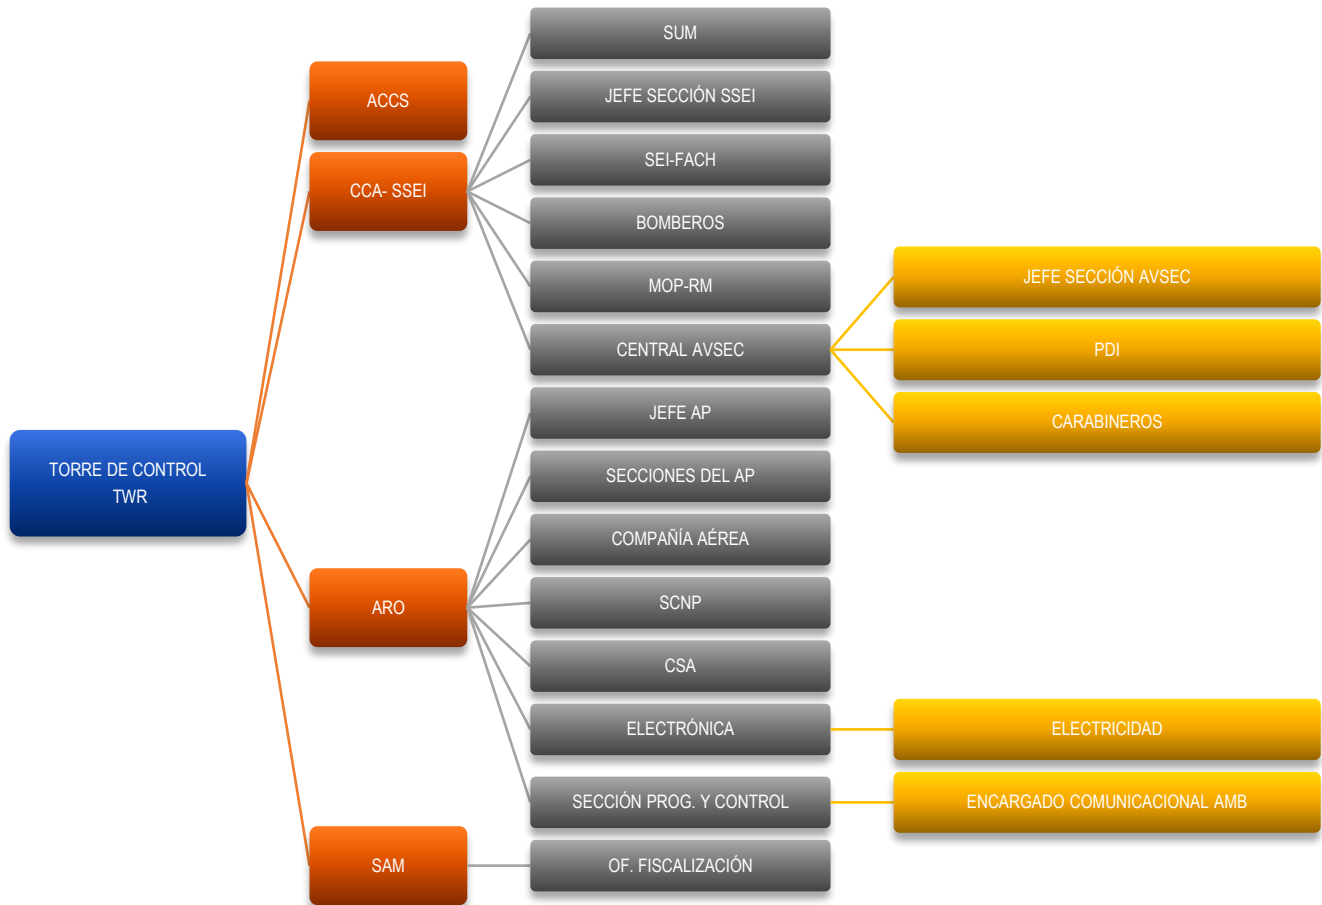 SUM
JEFE SECCIÓN SSEI
SEI-FACH
BOMBEROS
MOP-RM
CENTRAL AVSEC
JEFE AP
SECCIONES DEL AP
COMPAÑÍA AÉREA
SCNP
CSA
ELECTRÓNICA
SECCIÓN PROG. Y CONTROL
OF. FISCALIZACIÓN
ACCS
CCA- SSEI
ARO
SAM
TORRE DE CONTROL
TWR
JEFE SECCIÓN AVSEC
PDI
CARABINEROS
ELECTRICIDAD
ENCARGADO COMUNICACIONAL AMB